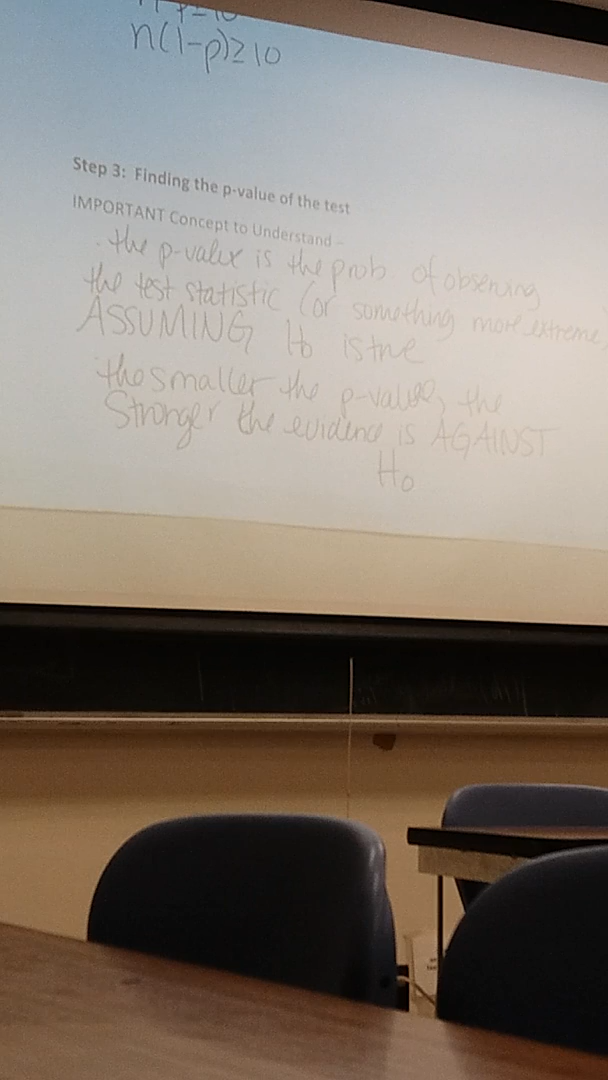 n(1-p)≥10
Step 3: Finding the p-value of the test
IMPORTANT Concept to Understand –
. the p-value is the prob of observing
the test statistic (or something more extreme
ASSUMING Ho is true
the smaller the p-value, the
Stronger the evidence is AGAINST
Ho